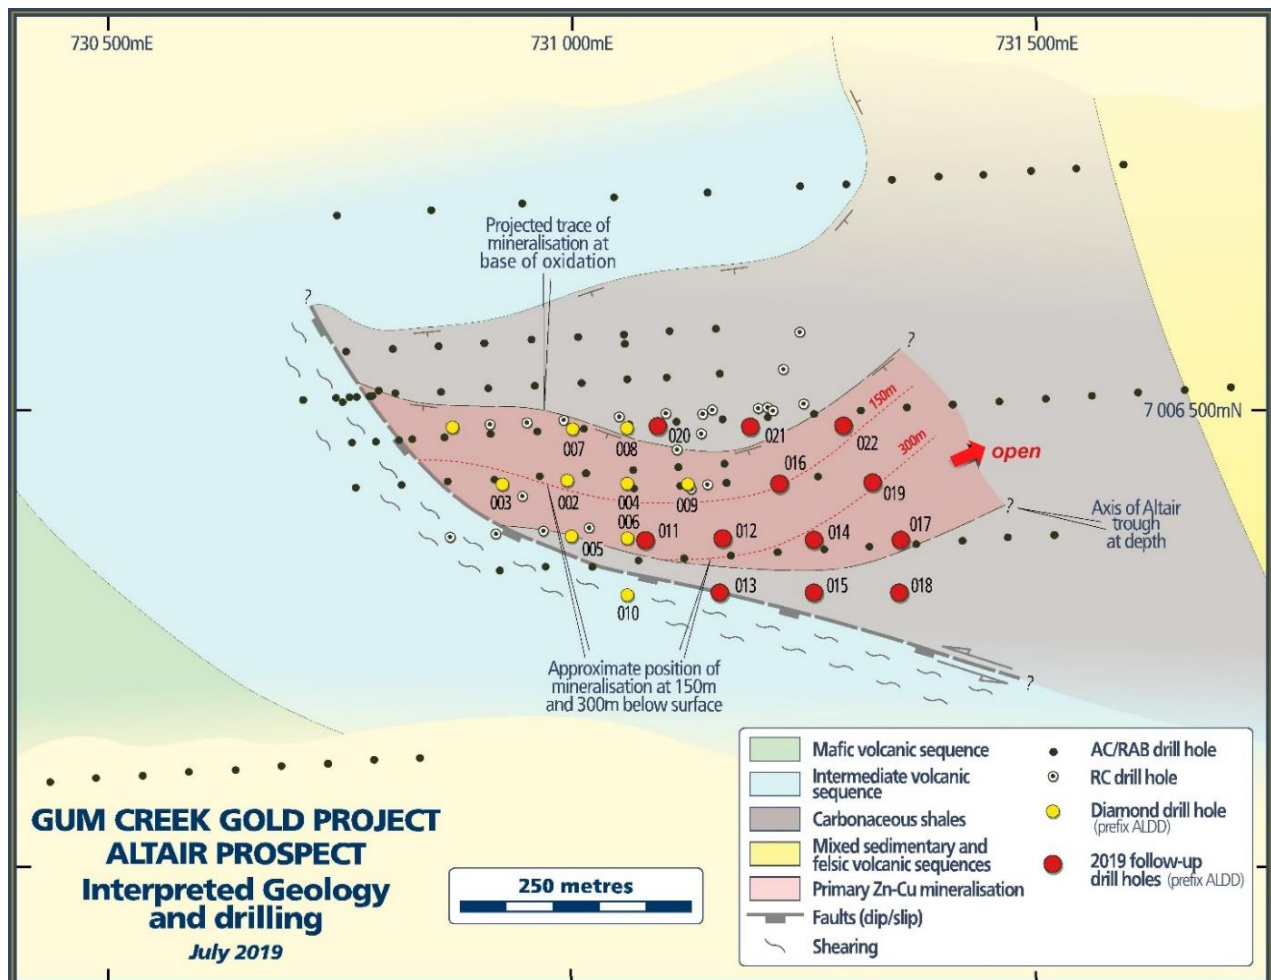 730 500mE
731 000mE
731 500mE
Projected trace of
mineralisation at
base of oxidation
?
?
150m
7 006 500mN
300m
open
007
008
020
021
022
016
003
002
004
009
019
?
Axis of Altair
trough
at depth
006
005
011
012
014
017
010
013
015
018
Approximate position of
mineralisation at 150m
and 300m below surface
?
GUM CREEK GOLD PROJECT
ALTAIR PROSPECT
Interpreted Geology
and drilling
July 2019
250 metres
Mafic volcanic sequence
Intermediate volcanic
sequence
Carbonaceous shales
Mixed sedimentary and
felsic volcanic sequences
Primary Zn-Cu mineralisation
Faults (dip/slip)
Shearing
AC/RAB drill hole
RC drill hole
Diamond drill hole
(prefix ALDD)
2019 follow-up
drill holes (prefix ALDD)